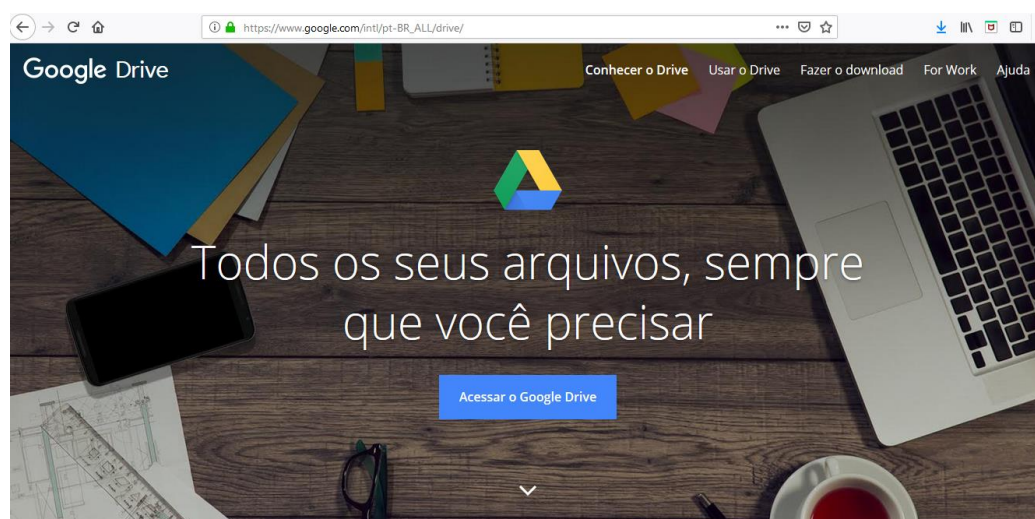 https://www.google.com/intl/pt-BR_ALL/drive/
Google Drive
Conhecer o Drive Usar o Drive Fazer o download For Work Ajuda
Todos os seus arquivos, sempre
que você precisar
Acessar o Google Drive